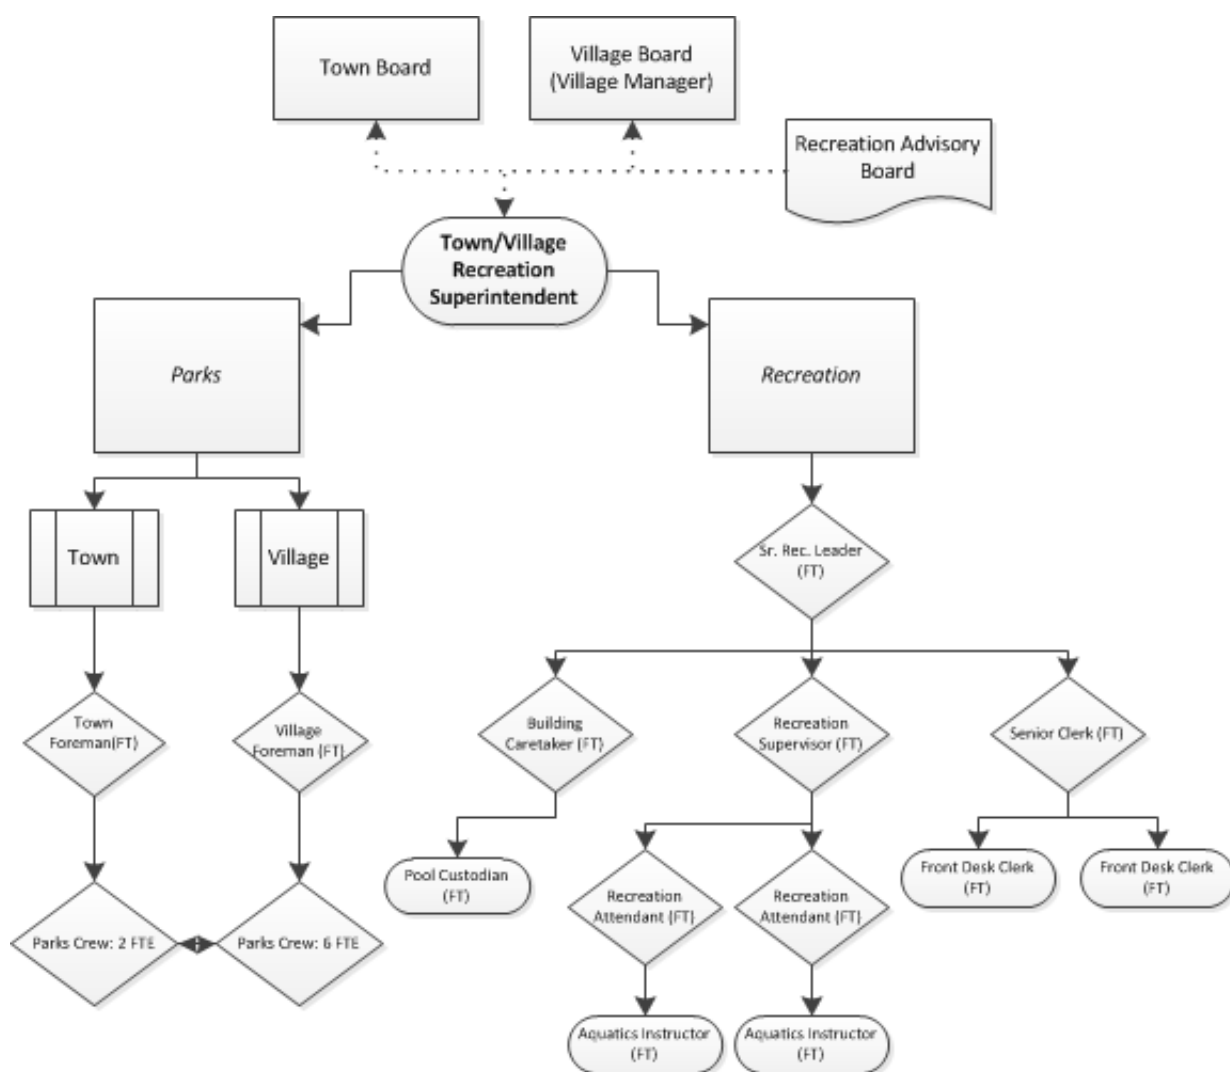 Town Board
Village Board
(Village Manager)
Recreation Advisory
Board
Town/Village
Recreation
Superintendent
Parks
Recreation
Town
Village
Sr. Rec. Leader
(FT)
Town
Foreman(FT)
Village
Foreman (FT)
Building
Caretaker (FT)
Recreation
Supervisor (FT)
Senior Clerk (FT)
Pool Custodian
(FT)
Recreation
Attendant (FT)
Recreation
Attendant (FT)
Front Desk Clerk
(FT)
Front Desk Clerk
(FT)
Parks Crew: 2 FTE
Parks Crew: 6 FTE
Aquatics Instructor
(FT)
Aquatics Instructor
(FT)